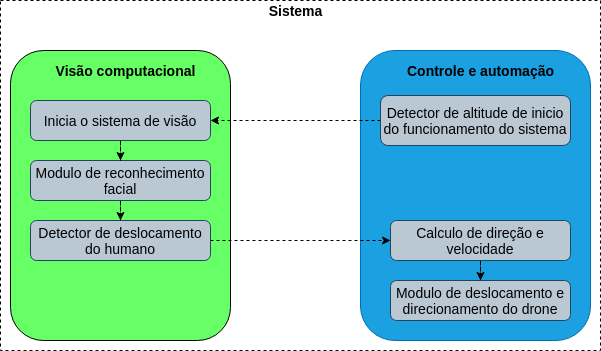 Sistema
Visão computacional
Inicia o sistema de visão
Modulo de reconhecimento
facial
Detector de deslocamento
do humano
Controle e automação
Detector de altitude de inicio
do funcionamento do sistema
Calculo de direção e
velocidade
Modulo de deslocamento e
direcionamento do drone